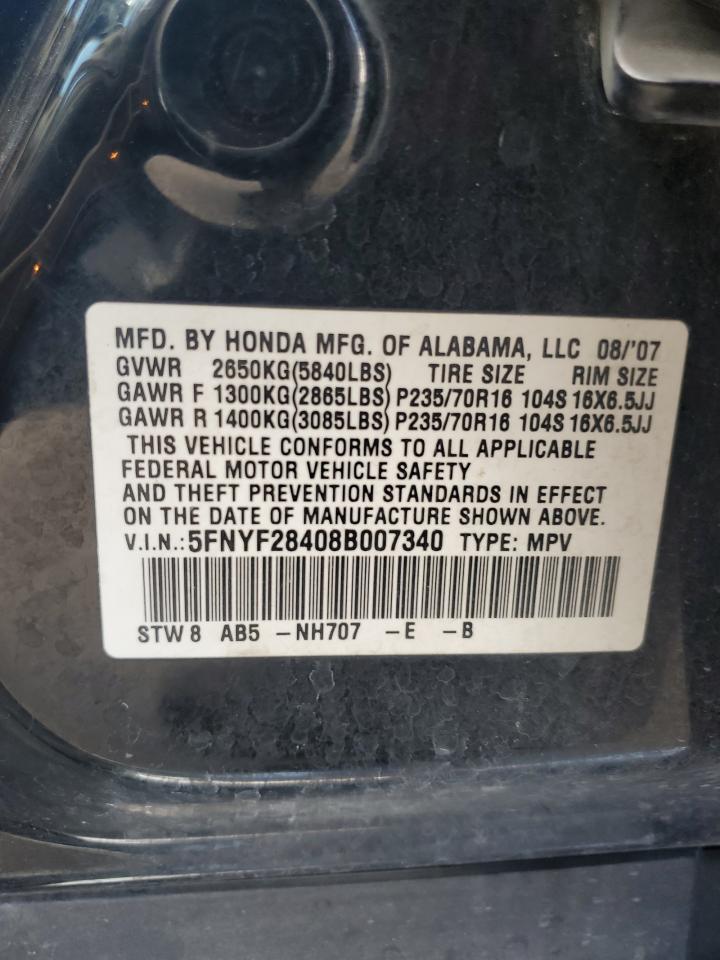 MFD. BY HONDA MFG. OF ALABAMA, LLC 08/'07
GVWR 2650KG(5840LBS) TIRE SIZE RIM SIZE
GAWR F 1300KG(2865LBS) P235/70R16 104S 16X6.5JJ
GAWR R 1400KG(3085LBS) P235/70R16 104S 16X6.5JJ
THIS VEHICLE CONFORMS TO ALL APPLICABLE
FEDERAL MOTOR VEHICLE SAFETY
AND THEFT PREVENTION STANDARDS IN EFFECT
ON THE DATE OF MANUFACTURE SHOWN ABOVE.
V.I.N.: 5FNYF28408B007340 TYPE: MPV
STW 8 AB5 -NH707 -E -B